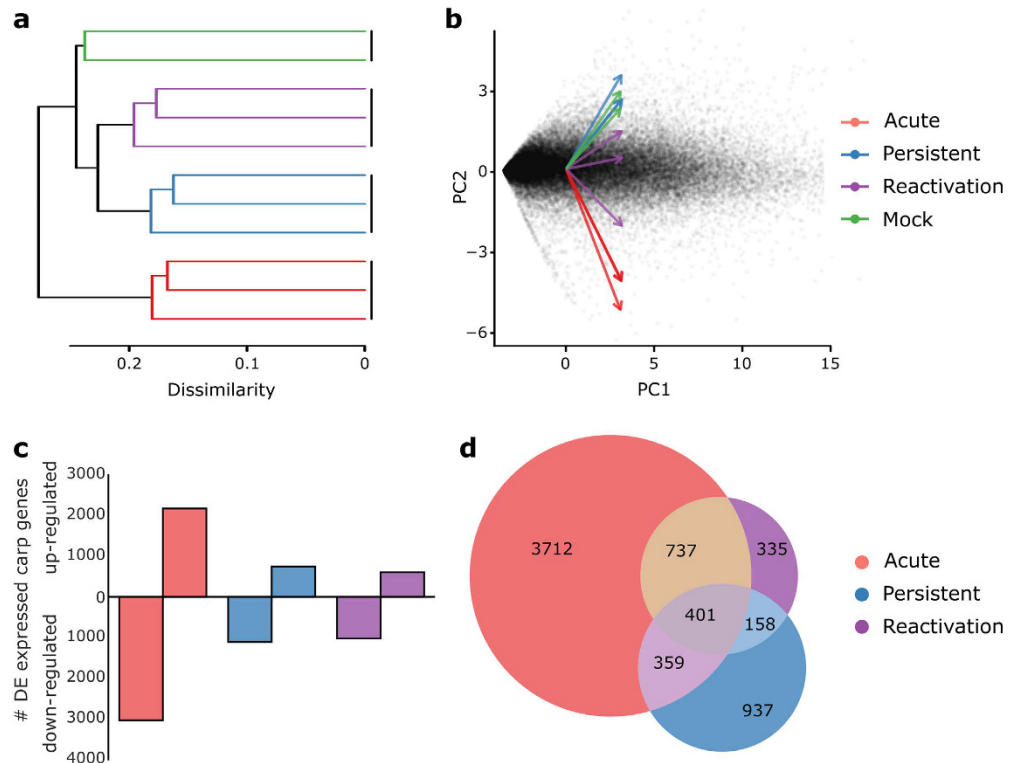 a
0.2
0.1
0
Dissimilarity
b
3
0
−3
−6
PC2
0
5
10
15
PC1
Acute
Persistent
Reactivation
Mock
c
# DE expressed carp genes
up-regulated
down-regulated
3000
2000
1000
0
1000
2000
3000
4000
d
3712
737
335
401
158
359
937
Acute
Persistent
Reactivation